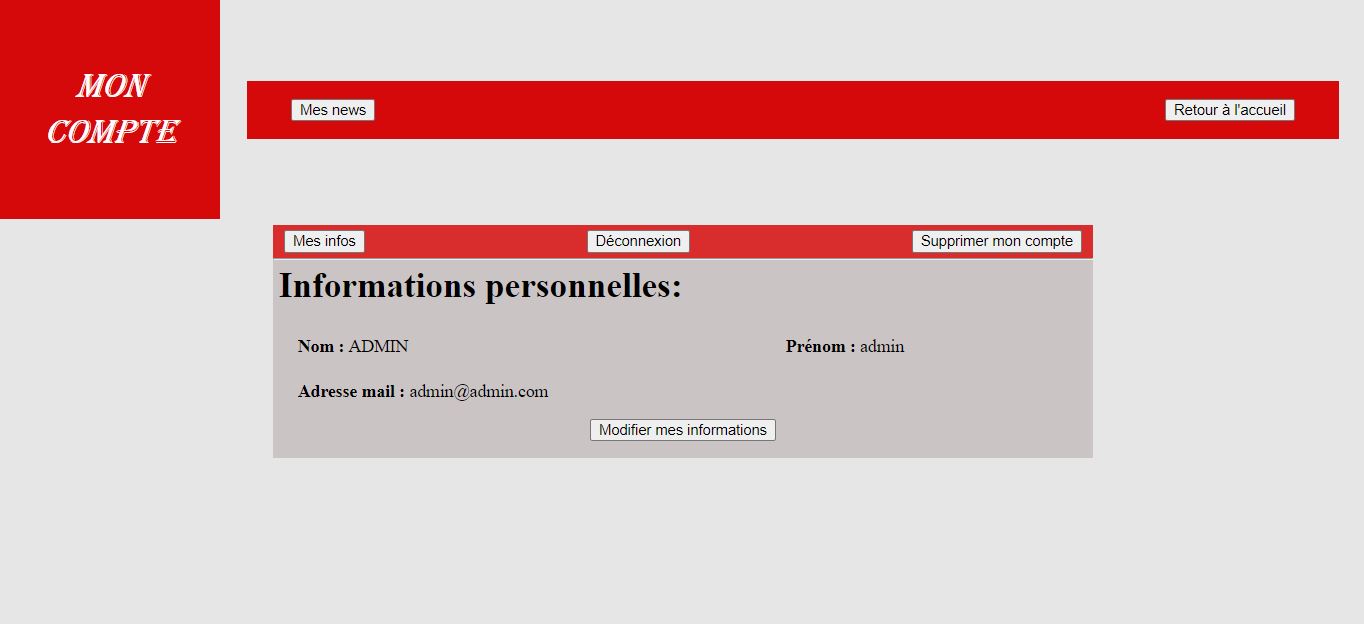 MON
COMPTE
Mes news
Retour à l'accueil
Mes infos
Déconnexion
Supprimer mon compte
Informations personnelles:
Nom : ADMIN
Prénom : admin
Adresse mail : admin@admin.com
Modifier mes informations